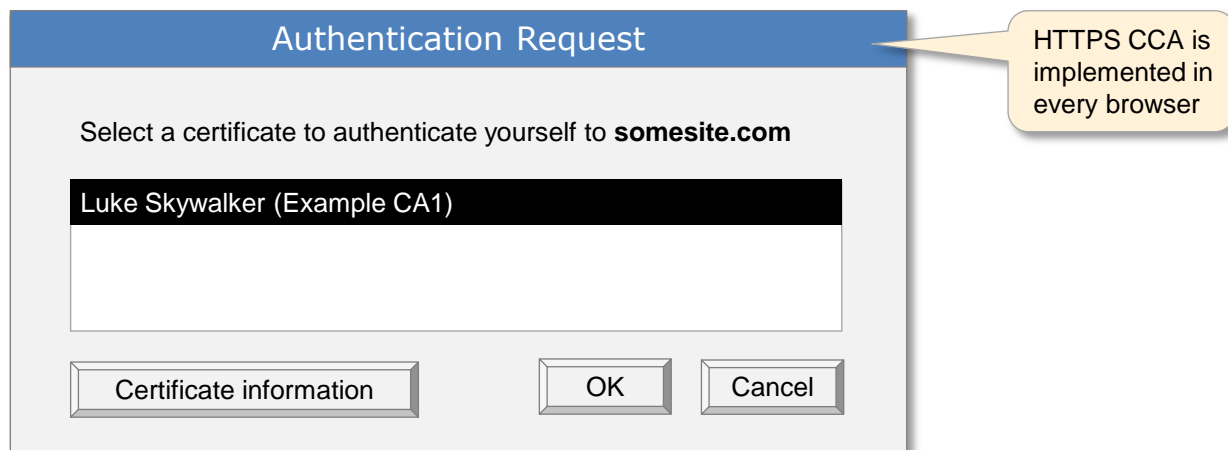 Authentication Request
HTTPS CCA is
implemented in
every browser
Select a certificate to authenticate yourself to somesite.com
Luke Skywalker (Example CA1)
Certificate information
OK
Cancel